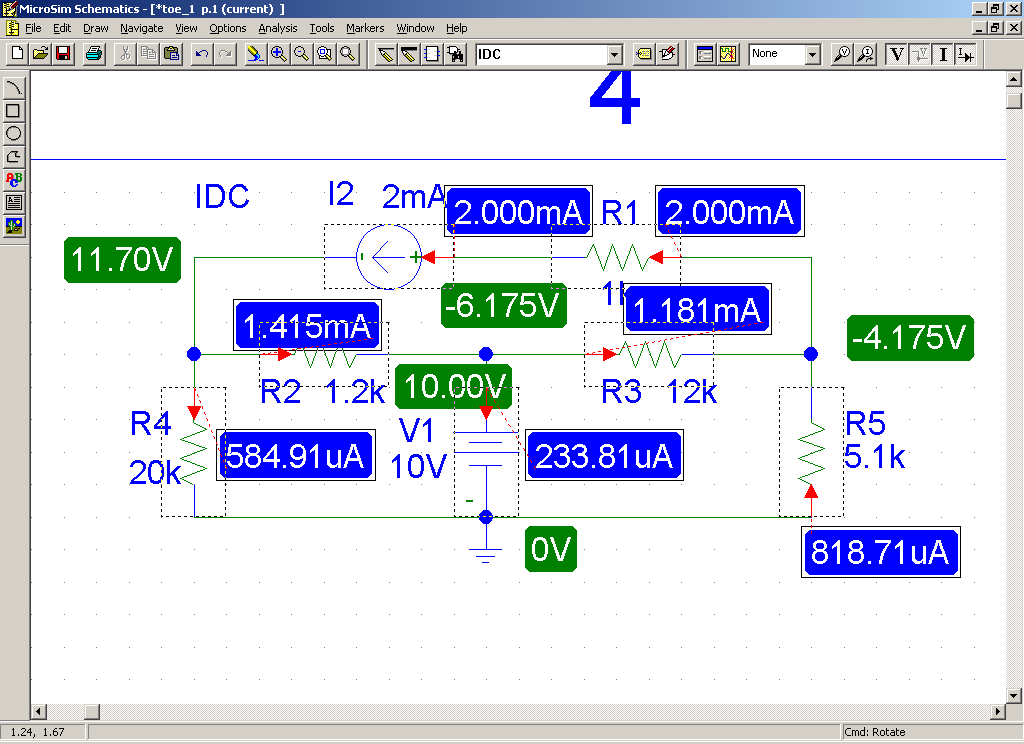 MicroSim Schematics - [*toe_1 p.1 (current) ]
File Edit Draw Navigate View Options Analysis Tools Markers Window Help
IDC None V I
ABC
4
IDC I2 2mA 2.000mA R1 2.000mA
11.70V + -6.175V 1.181mA
1.415mA -4.175V
R2 1.2k 10.00V R3 12k
R4 V1 R5
20k 584.91uA 10V 233.81uA 5.1k
-
0V 818.71uA
1.24, 1.67 Cmd: Rotate